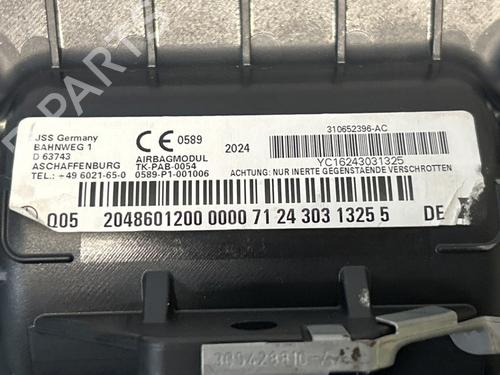 JSS Germany
BAHNWEG 1
D 63743
ASCHAFFENBURG
TEL.: +49 6021-65-0
CE 0589 2024
AIRBAGMODUL
TK-PAB-0054
0589-P1-001006
310652396-AC
YC16243031325
ACHTUNG: NUR INERTE GEGENSTAENDE VERSCHROTTEN
Q05 2048601200 0000 71 24 303 1325 5 DE